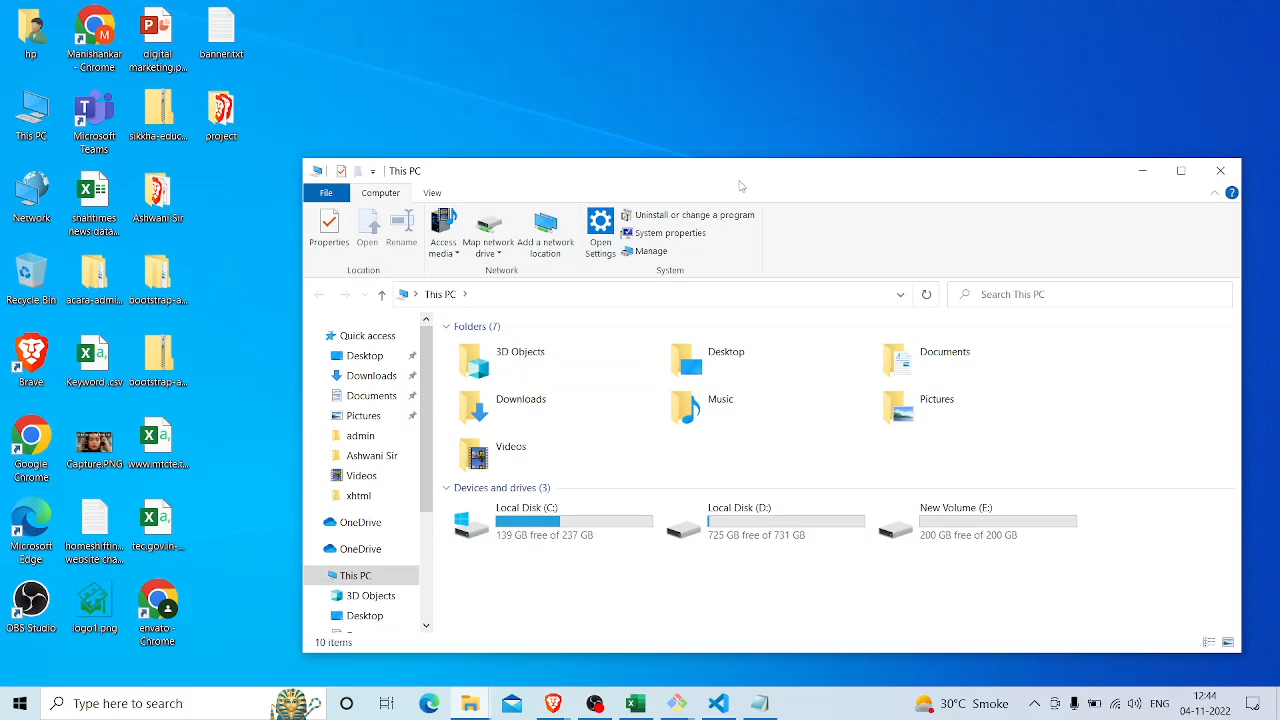 hp
Manishankar
- Chrome
digital
marketing.p...
banner.txt
This PC
Microsoft
Teams
sikkha-educ...
project
Network
shahtimes
news data...
Ashwani Sir
Recycle Bin
acara-admi...
bootstrap-a...
Brave
Keyword .csv
bootstrap-a...
Google
Chrome
Capture.PNG
www.mtcte.t...
Microsoft
Edge
homeshifting
website cha...
tec.gov.in-...
OBS Studio
logo1.png
envato -
Chrome
This PC
File
Computer
View
Properties
Open
Rename
Access
media
Map network
drive
Add a network
location
Open
Settings
Uninstall or change a program
System properties
Manage
Location
Network
System
This PC
Search This PC
Quick access
Desktop
Downloads
Documents
Pictures
admin
Ashwani Sir
Videos
xhtml
OneDrive
OneDrive
This PC
3D Objects
Desktop
Folders (7)
3D Objects
Desktop
Documents
Downloads
Music
Pictures
Videos
Devices and drives (3)
Local Disk (C:)
139 GB free of 237 GB
Local Disk (D:)
725 GB free of 731 GB
New Volume (E:)
200 GB free of 200 GB
10 items
Type here to search
30°C
ENG
12:44
04-11-2022